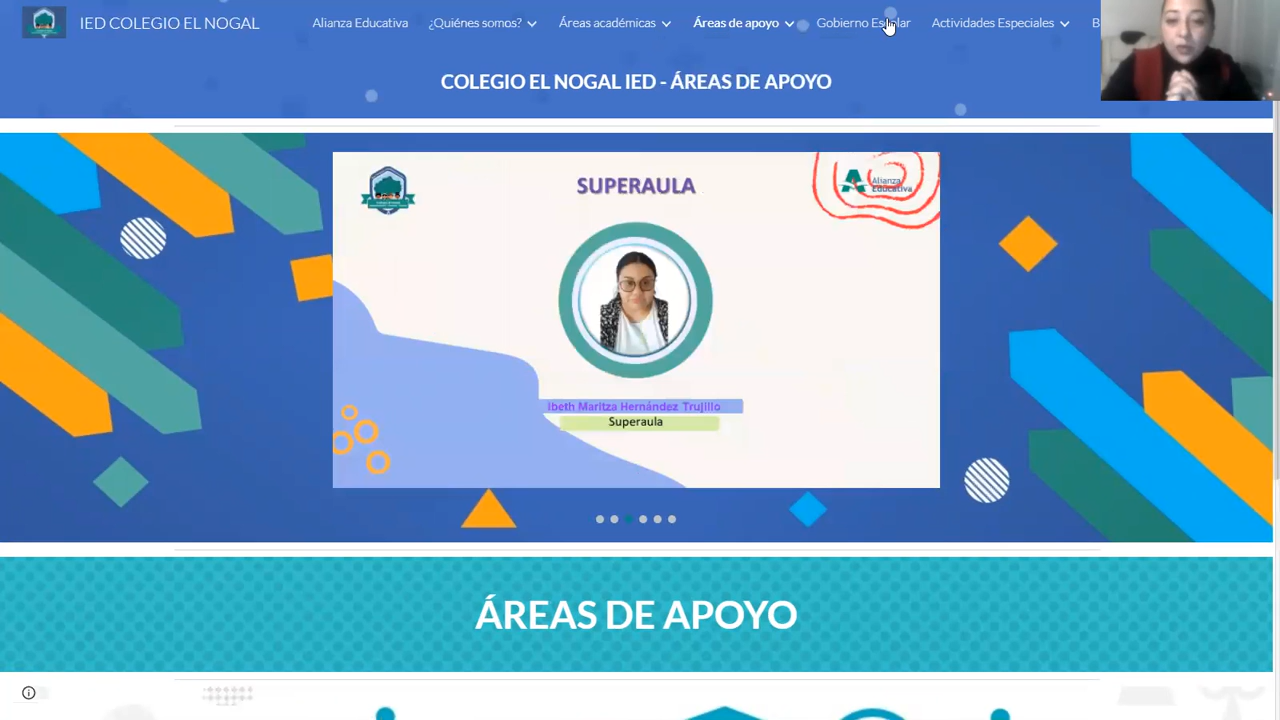 IED COLEGIO EL NOGAL
Alianza Educativa
¿Quiénes somos?
Áreas académicas
Áreas de apoyo
Gobierno Escolar
Actividades Especiales
B
COLEGIO EL NOGAL IED - ÁREAS DE APOYO
SUPERAULA
Alianza
Educativa
ibeth Maritza Hernández Trujillo
Superaula
ÁREAS DE APOYO